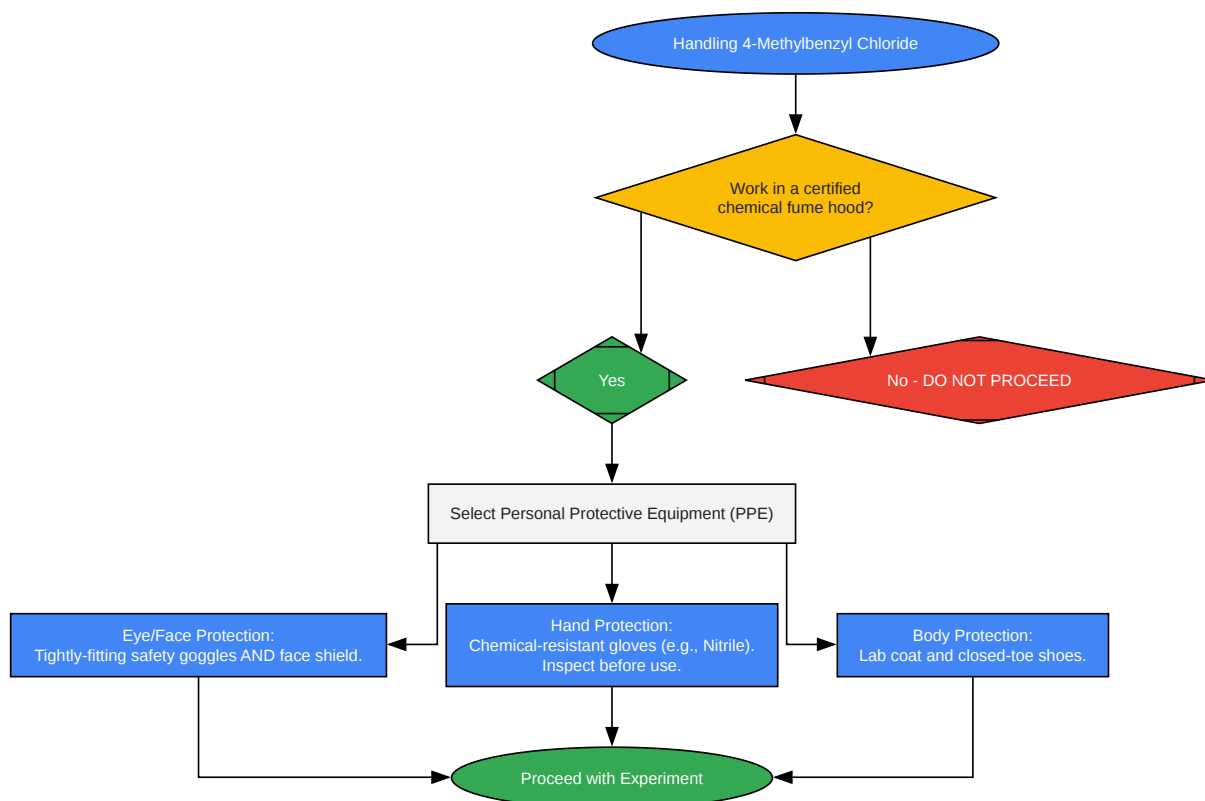 Handling 4-Methylbenzyl Chloride
Work in a certified
chemical fume hood?
Yes
No - DO NOT PROCEED
Select Personal Protective Equipment (PPE)
Eye/Face Protection:
Tightly-fitting safety goggles AND face shield.
Hand Protection:
Chemical-resistant gloves (e.g., Nitrile).
Inspect before use.
Body Protection:
Lab coat and closed-toe shoes.
Proceed with Experiment